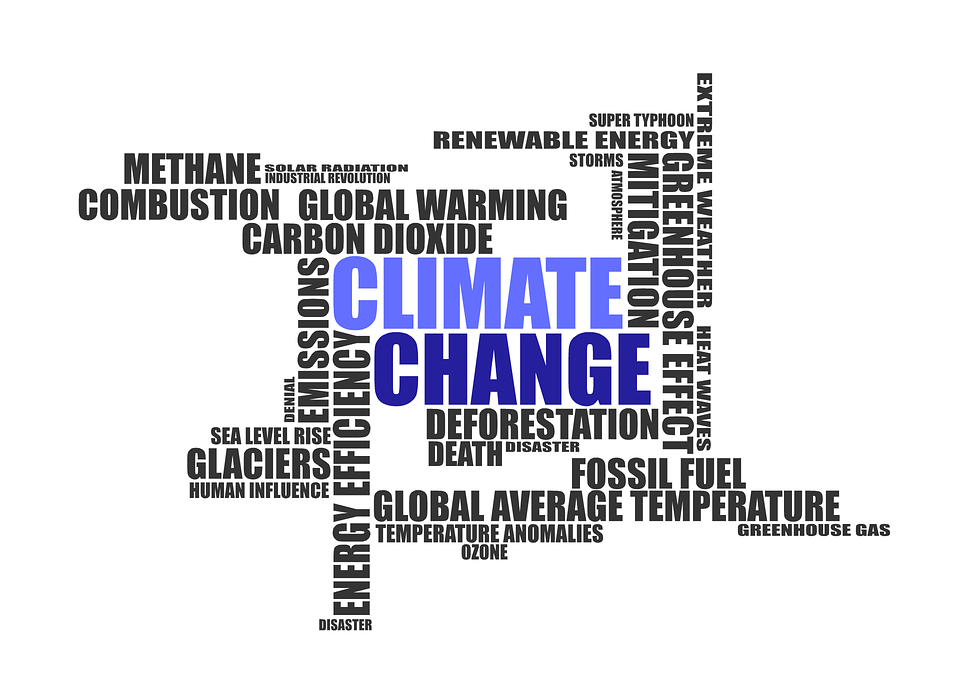 EXTREME WEATHER
SUPER TYPHOON
RENEWABLE ENERGY
STORMS
METHANE
SOLAR RADIATION
INDUSTRIAL REVOLUTION
ATMOSPHERE
MITIGATION
GREENHOUSE EFFECT
COMBUSTION
GLOBAL WARMING
CARBON DIOXIDE
EMISSIONS
CLIMATE
CHANGE
HEAT WAVES
ENERGY EFFICIENCY
DENIAL
DEFORESTATION
SEA LEVEL RISE
DEATH
DISASTER
GLACIERS
FOSSIL FUEL
HUMAN INFLUENCE
GLOBAL AVERAGE TEMPERATURE
TEMPERATURE ANOMALIES
GREENHOUSE GAS
OZONE
DISASTER